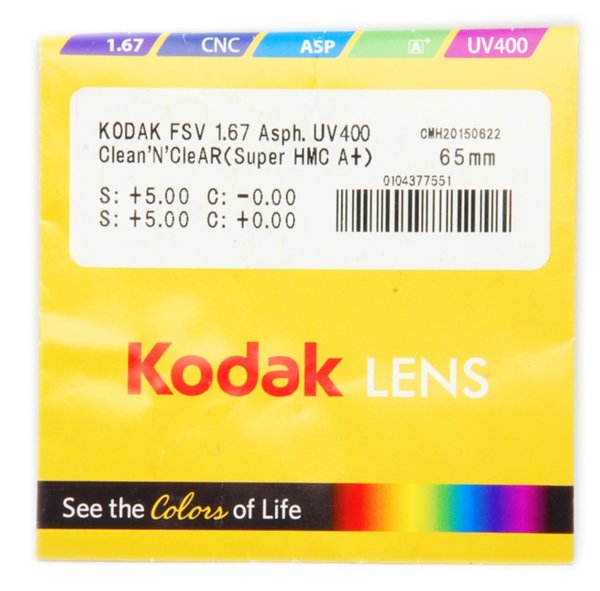 1.67 CNC ASP A+ UV400
KODAK FSV 1.67 Asph. UV400 CMH20150622
Clean'N'CleAR(Super HMC A+) 65mm
0104377551
S: +5.00 C: -0.00
S: +5.00 C: +0.00
Kodak LENS
See the Colors of Life